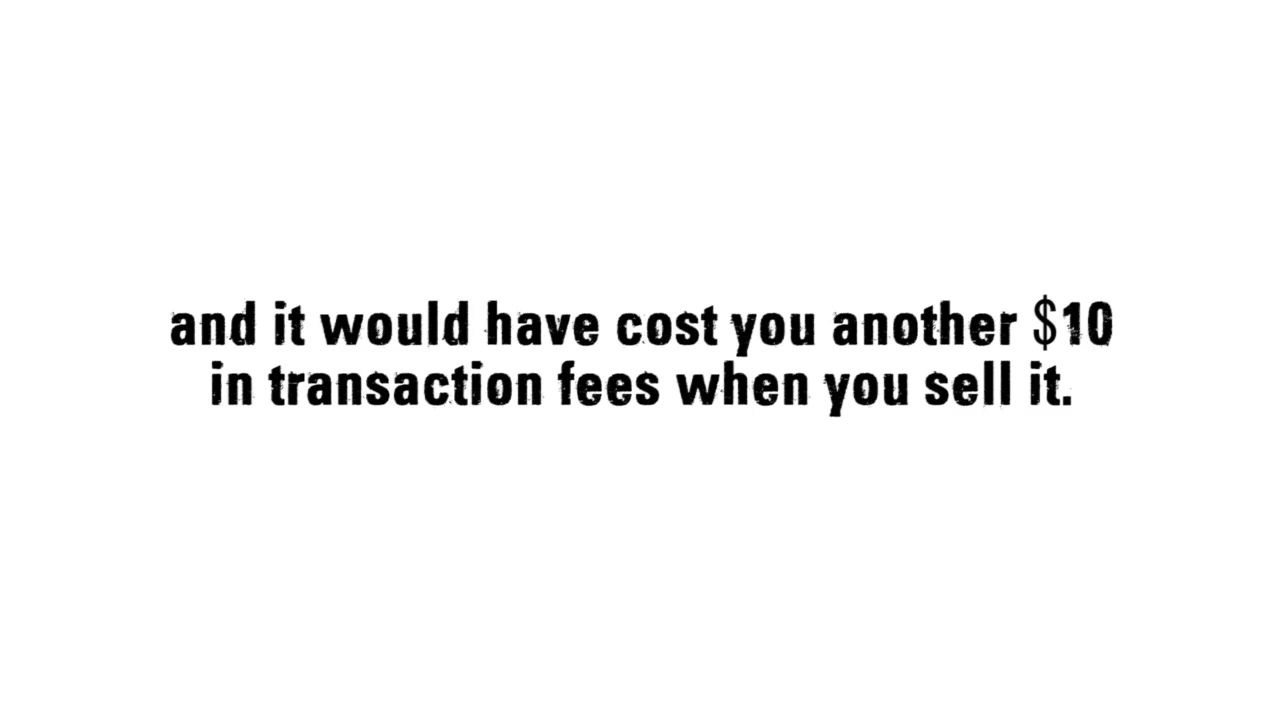 and it would have cost you another $10
in transaction fees when you sell it.